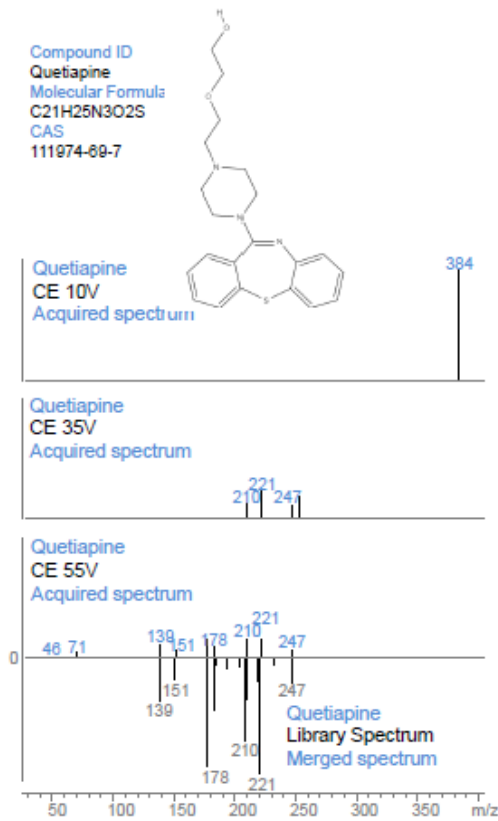 H
O
Compound ID
Quetiapine
Molecular Formula
C21H25N3O2S
CAS
111974-69-7
O
N
N
N
S
Quetiapine
CE 10V
Acquired spectrum
384
Quetiapine
CE 35V
Acquired spectrum
210 221 247
Quetiapine
CE 55V
Acquired spectrum
0
46 71 139 151 178 210 221 247
139 151 178 210 221 247
Quetiapine
Library Spectrum
Merged spectrum
50 100 150 200 250 300 350 m/z